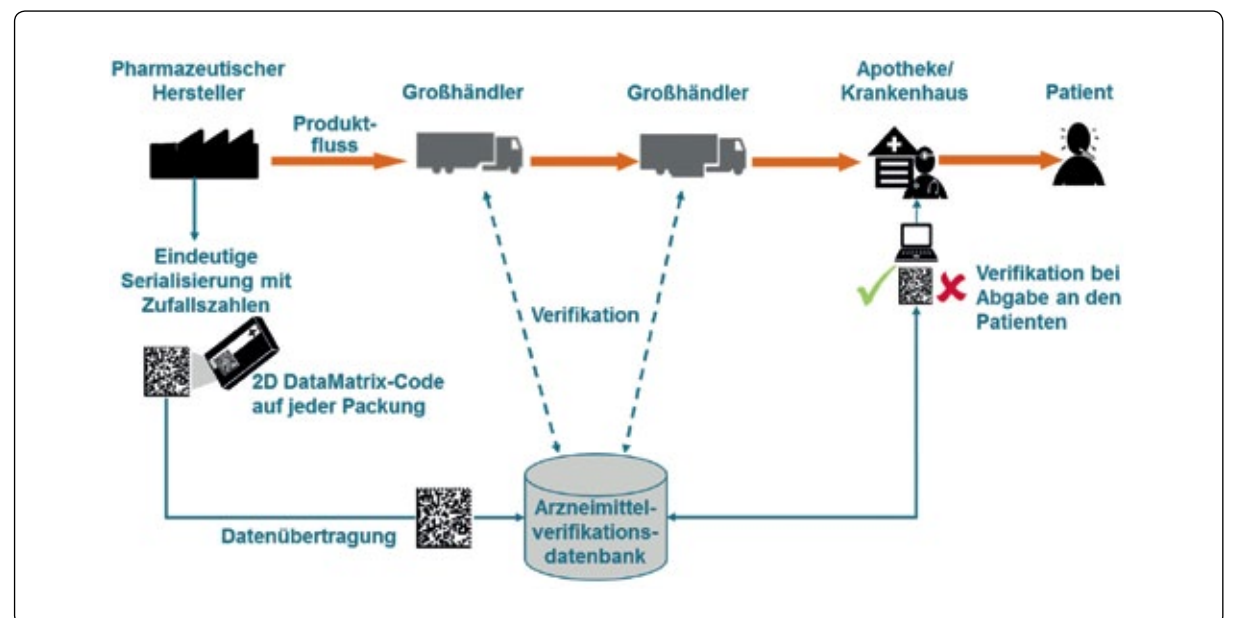 Pharmazeutischer
Hersteller
Großhändler
Großhändler
Apotheke/
Krankenhaus
Patient
Produkt-
fluss
Eindeutige
Serialisierung mit
Zufallszahlen
2D DataMatrix-Code
auf jeder Packung
Verifikation
Verifikation bei
Abgabe an den
Patienten
Datenübertragung
Arzneimittel-
verifikations-
datenbank